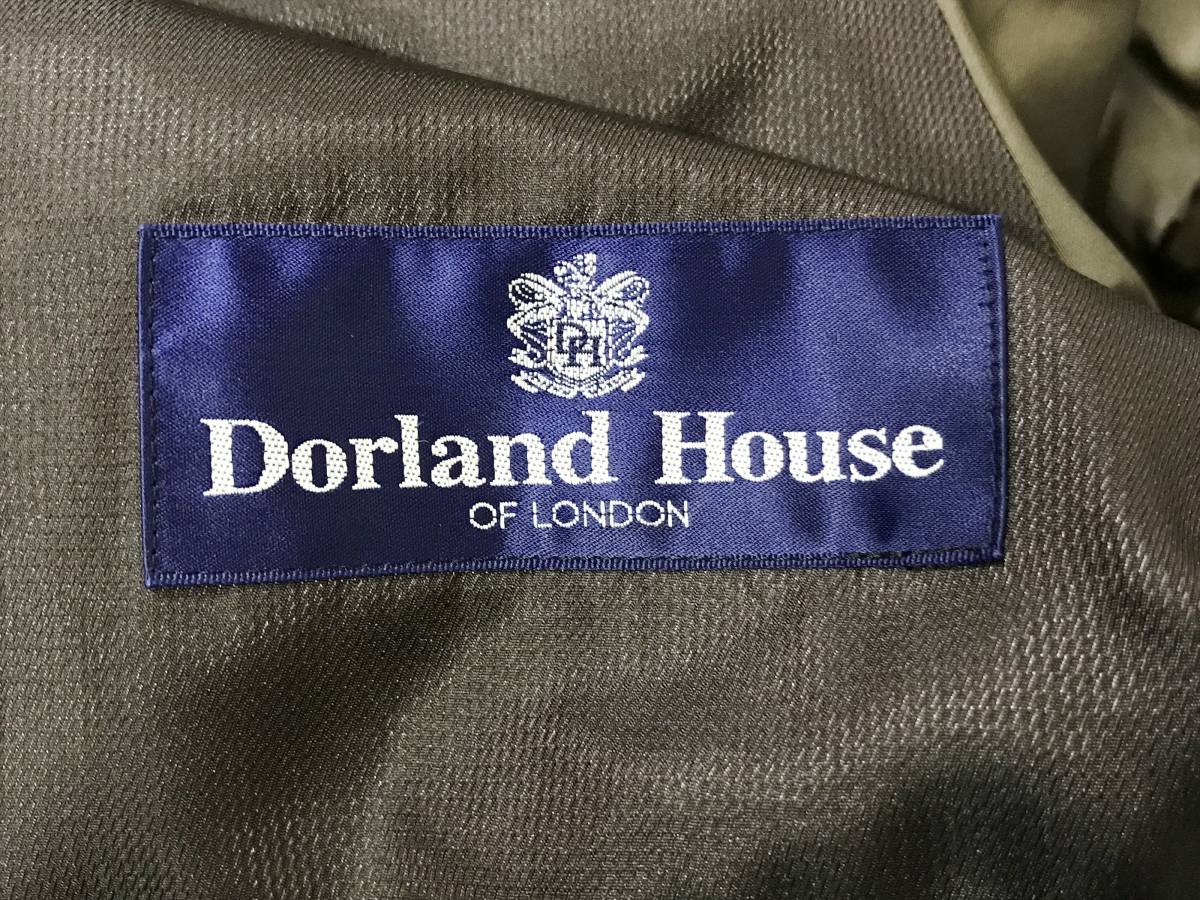 DH
Dorland House
OF LONDON